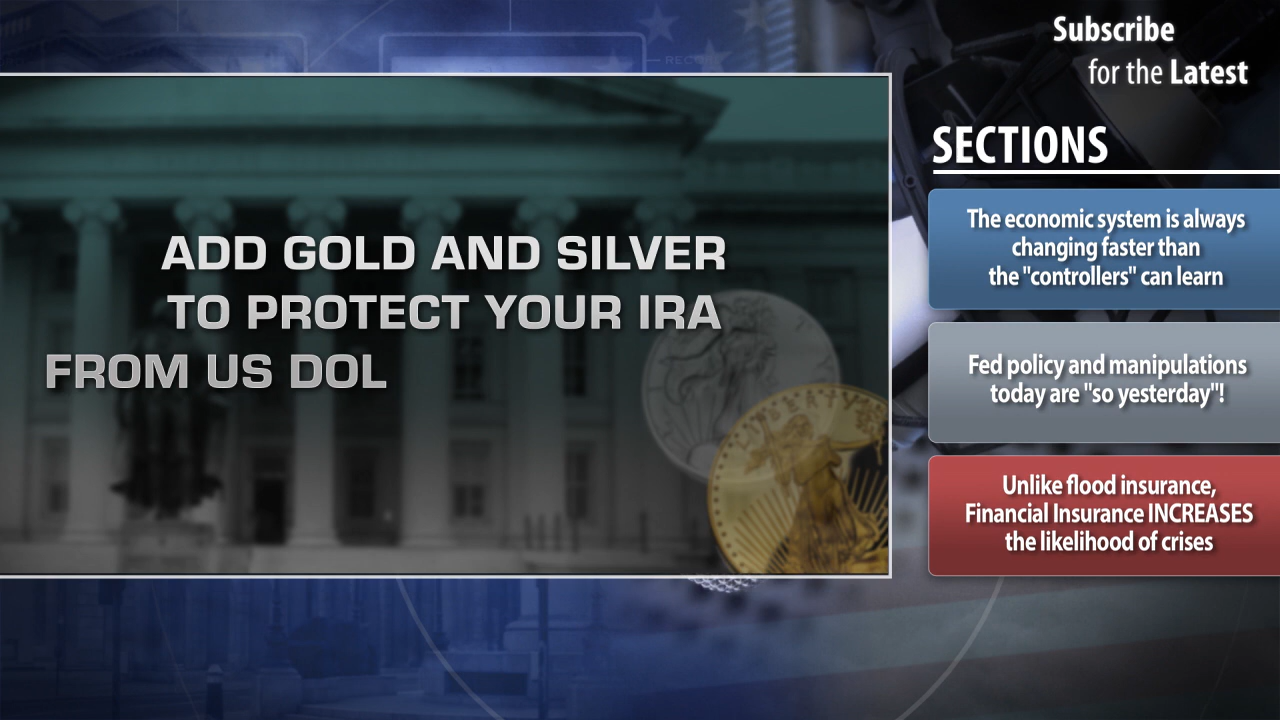 ADD GOLD AND SILVER
TO PROTECT YOUR IRA
FROM US DOL
Subscribe
for the Latest
SECTIONS
The economic system is always
changing faster than
the "controllers" can learn
Fed policy and manipulations
today are "so yesterday"!
Unlike flood insurance,
Financial Insurance INCREASES
the likelihood of crises